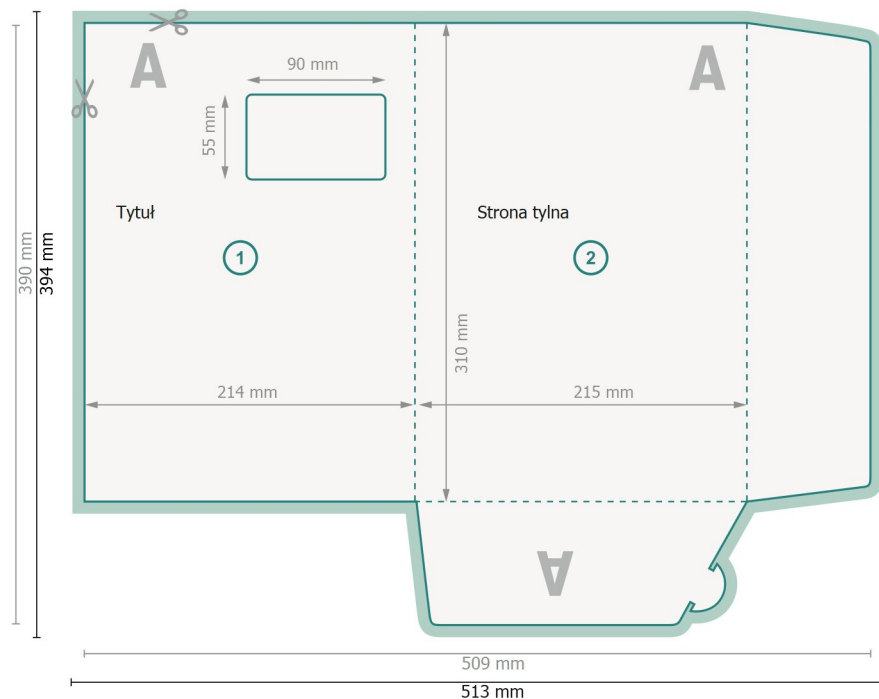 A
90 mm
A
55 mm
Tytuł
Strona tylna
1
2
390 mm
394 mm
310 mm
214 mm
215 mm
A
509 mm
513 mm